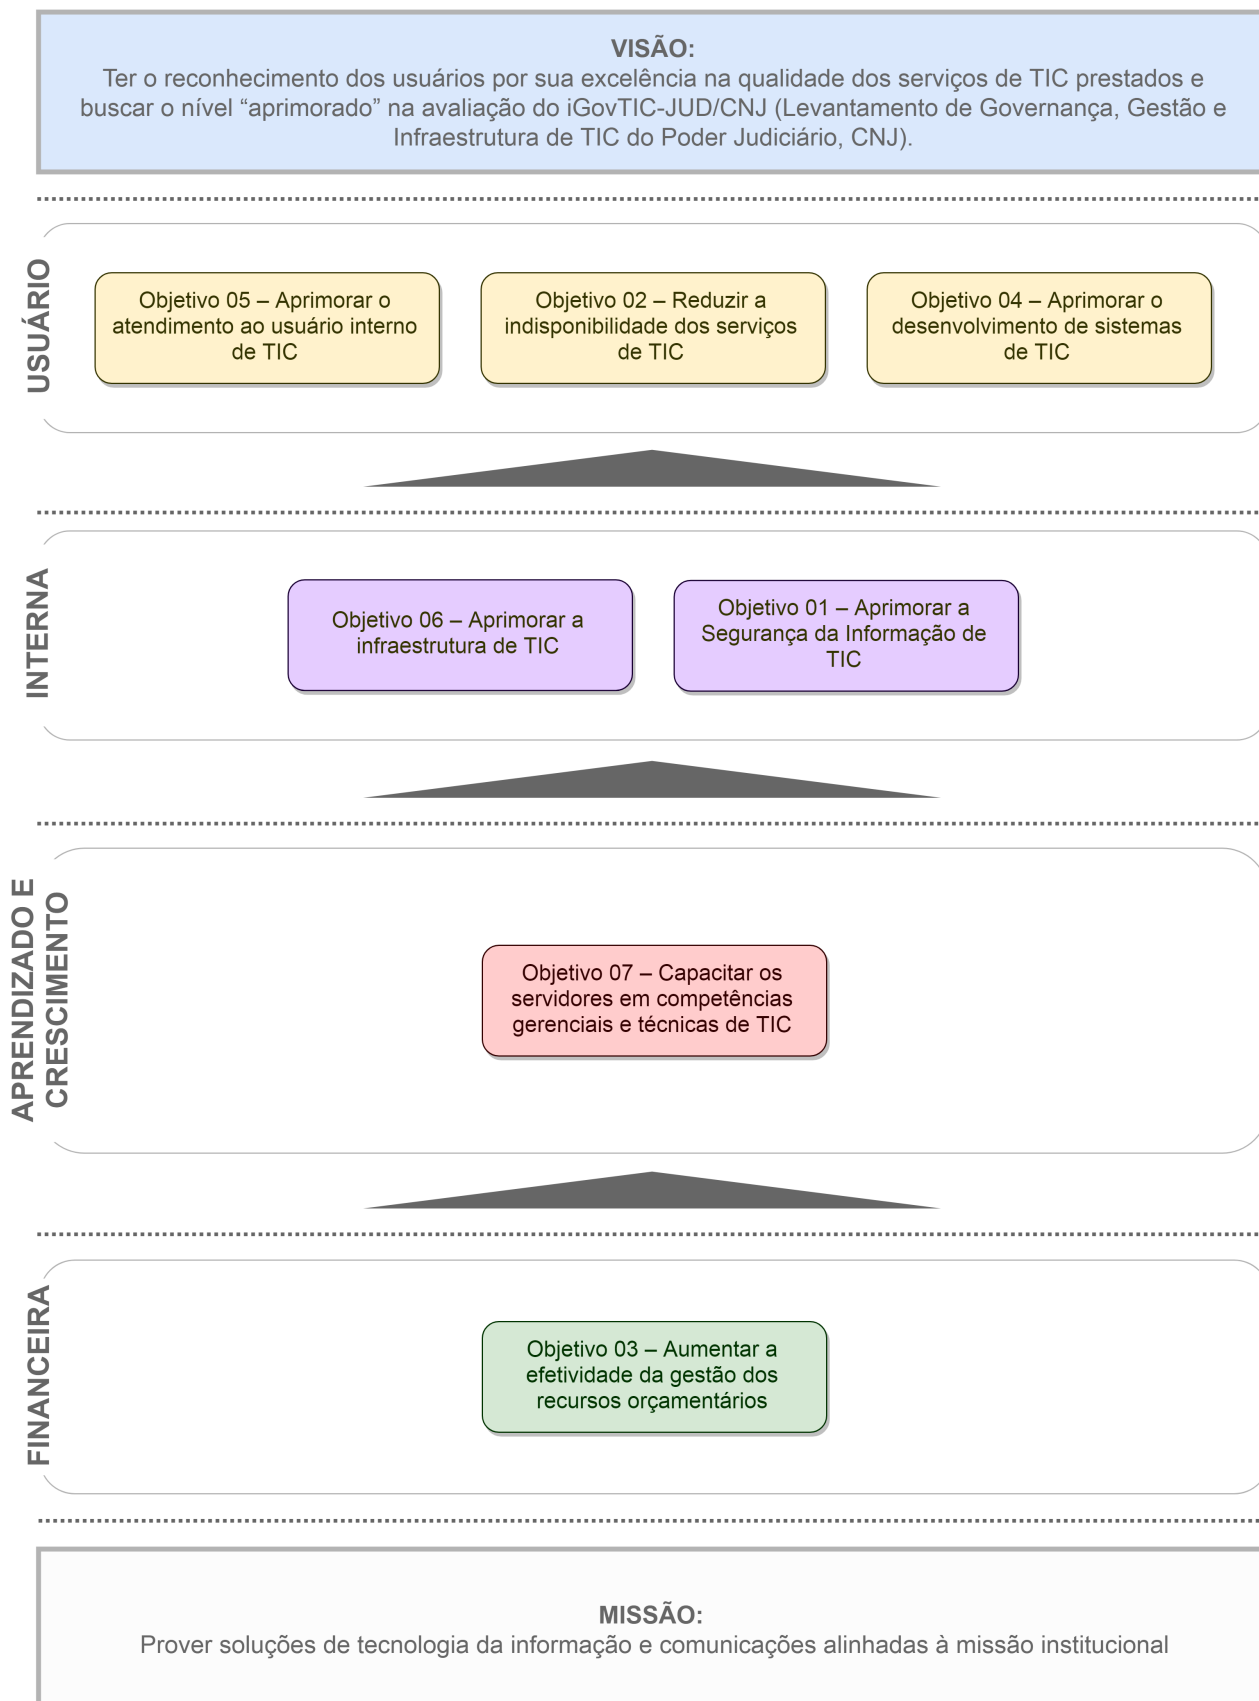 VISÃO:
Ter o reconhecimento dos usuários por sua excelência na qualidade dos serviços de TIC prestados e
buscar o nível “aprimorado” na avaliação do iGovTIC-JUD/CNJ (Levantamento de Governança, Gestão e
Infraestrutura de TIC do Poder Judiciário, CNJ).
USUÁRIO
Objetivo 05 – Aprimorar o
atendimento ao usuário interno
de TIC
Objetivo 02 – Reduzir a
indisponibilidade dos serviços
de TIC
Objetivo 04 – Aprimorar o
desenvolvimento de sistemas
de TIC
INTERNA
Objetivo 06 – Aprimorar a
infraestrutura de TIC
Objetivo 01 – Aprimorar a
Segurança da Informação de
TIC
APRENDIZADO E
CRESCIMENTO
Objetivo 07 – Capacitar os
servidores em competências
gerenciais e técnicas de TIC
FINANCEIRA
Objetivo 03 – Aumentar a
efetividade da gestão dos
recursos orçamentários
MISSÃO:
Prover soluções de tecnologia da informação e comunicações alinhadas à missão institucional